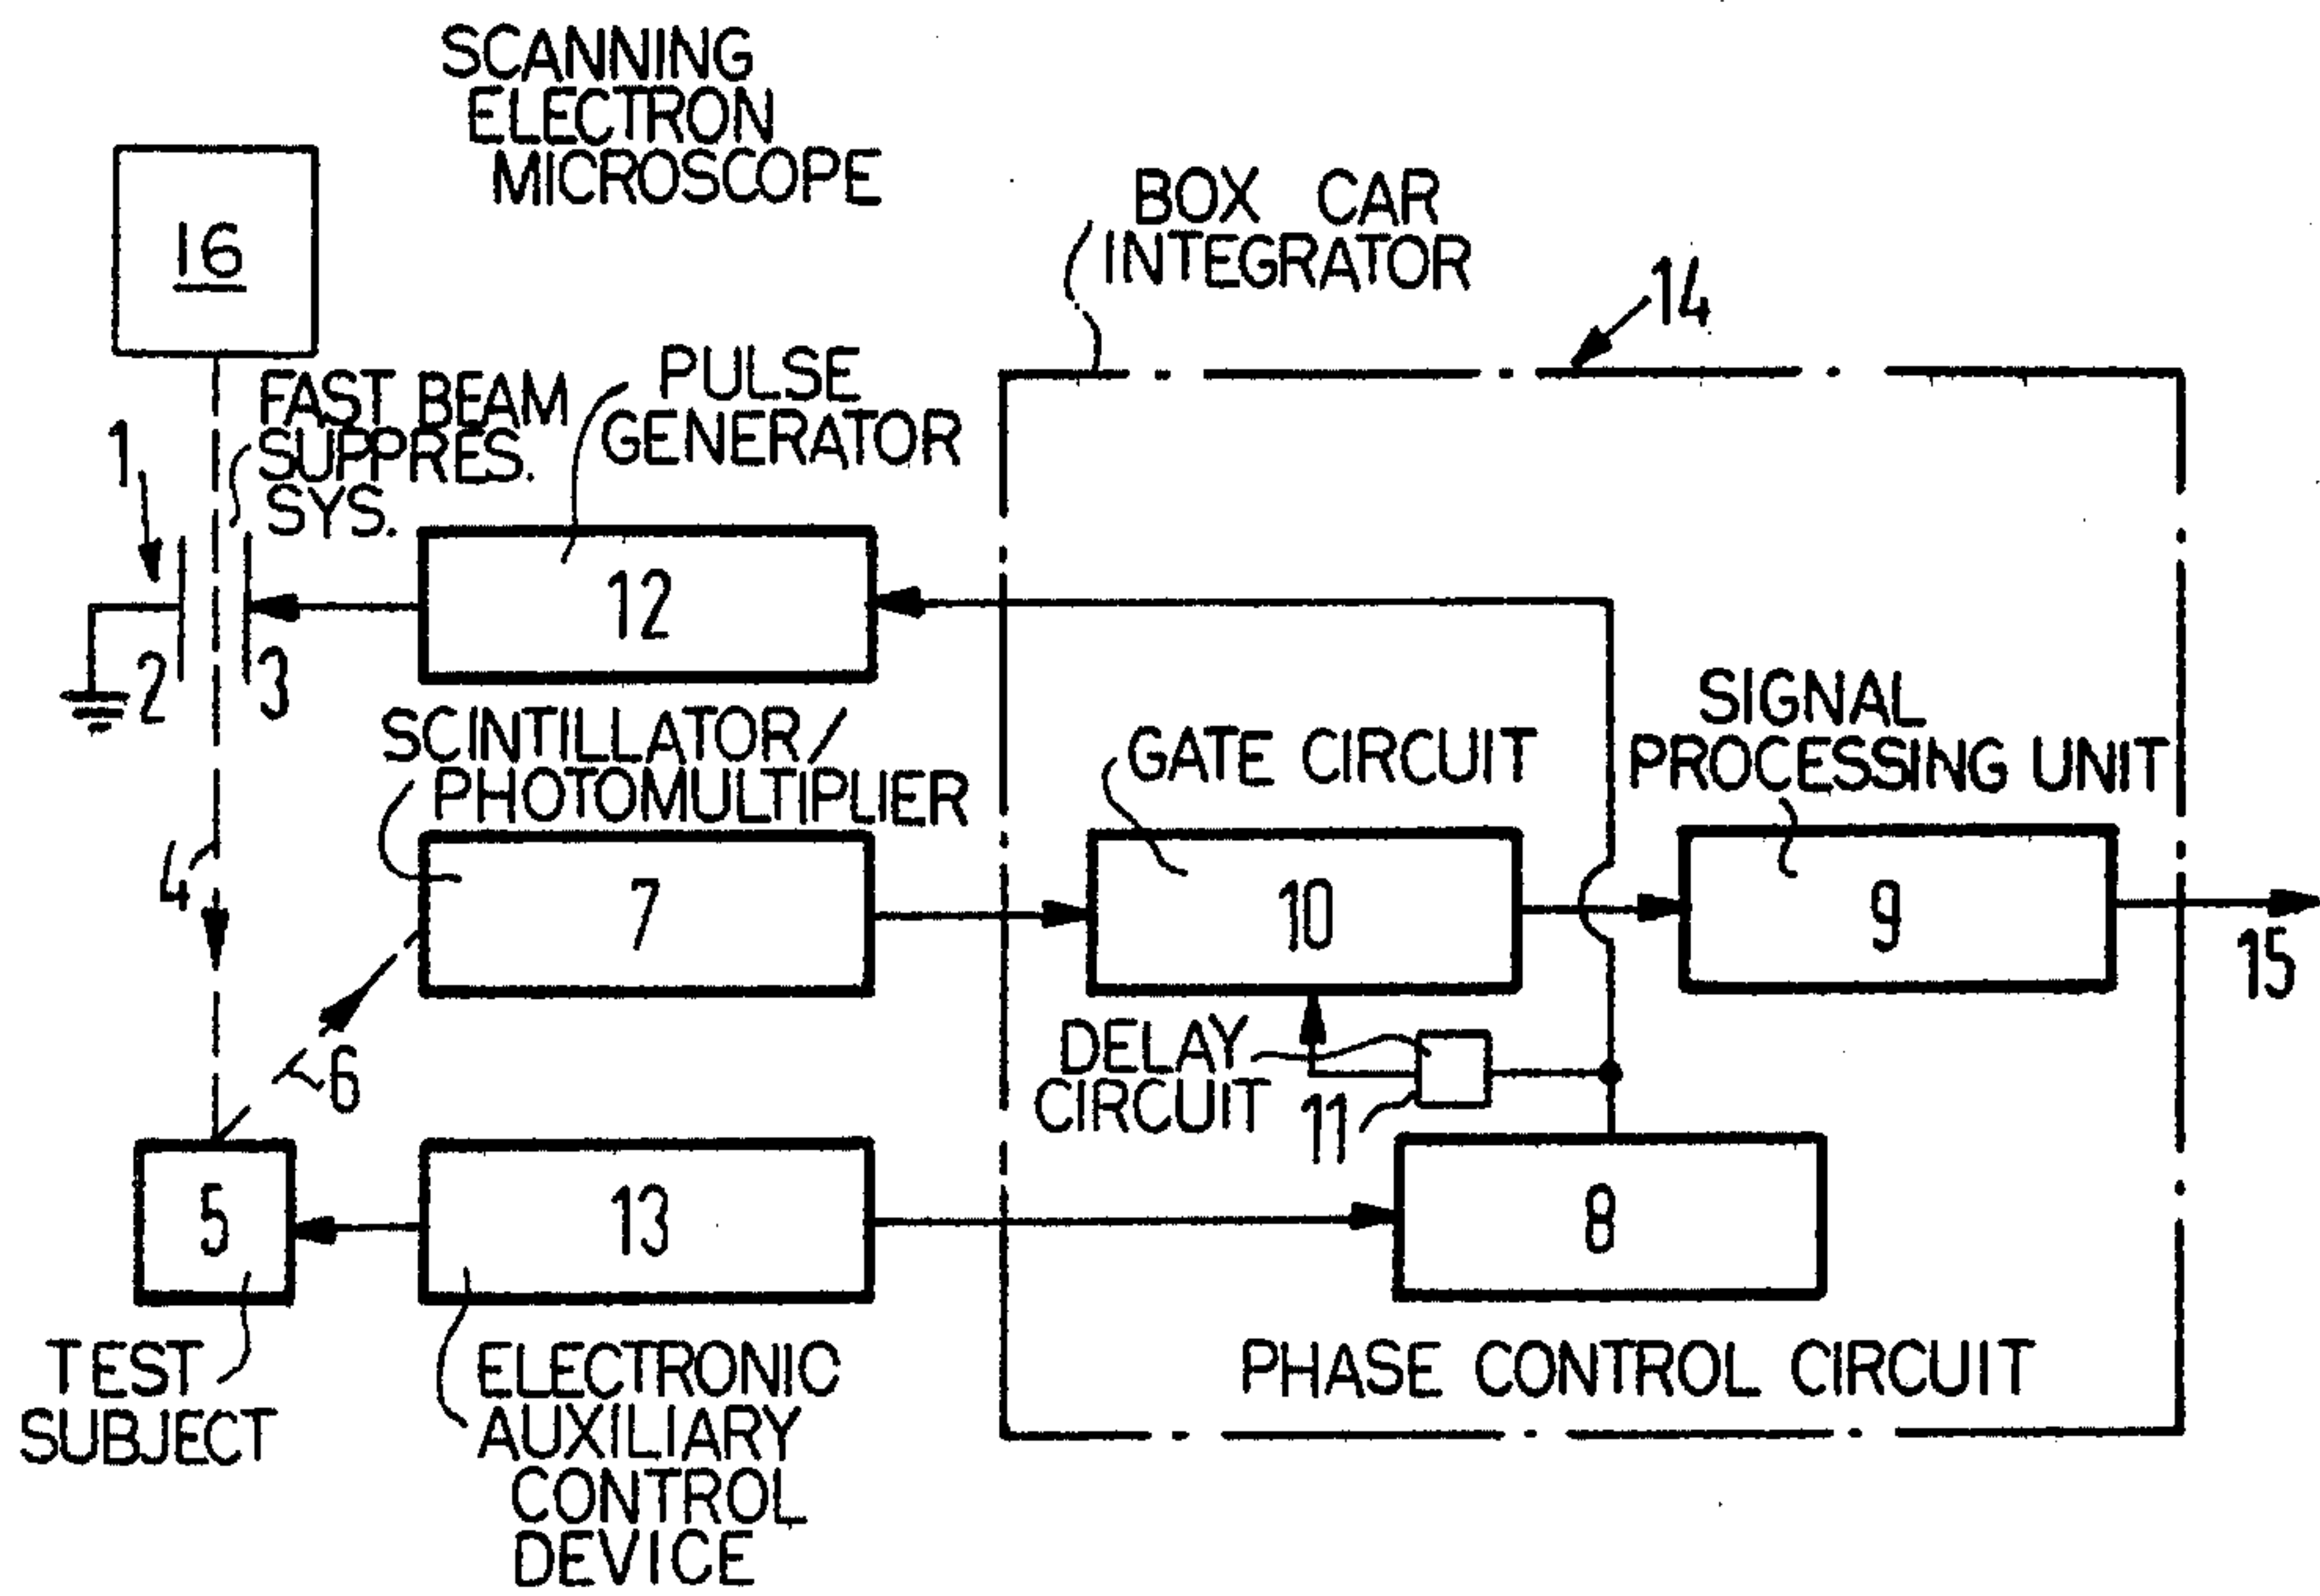 SCANNING
ELECTRON
MICROSCOPE
16
BOX CAR
INTEGRATOR
14
FAST BEAM
SUPPRES.
SYS.
1
PULSE
GENERATOR
12
2
3
SCINTILLATOR/
PHOTOMULTIPLIER
7
GATE CIRCUIT
10
SIGNAL
PROCESSING UNIT
9
15
4
6
DELAY
CIRCUIT
11
5
13
8
TEST
SUBJECT
ELECTRONIC
AUXILIARY
CONTROL
DEVICE
PHASE CONTROL CIRCUIT